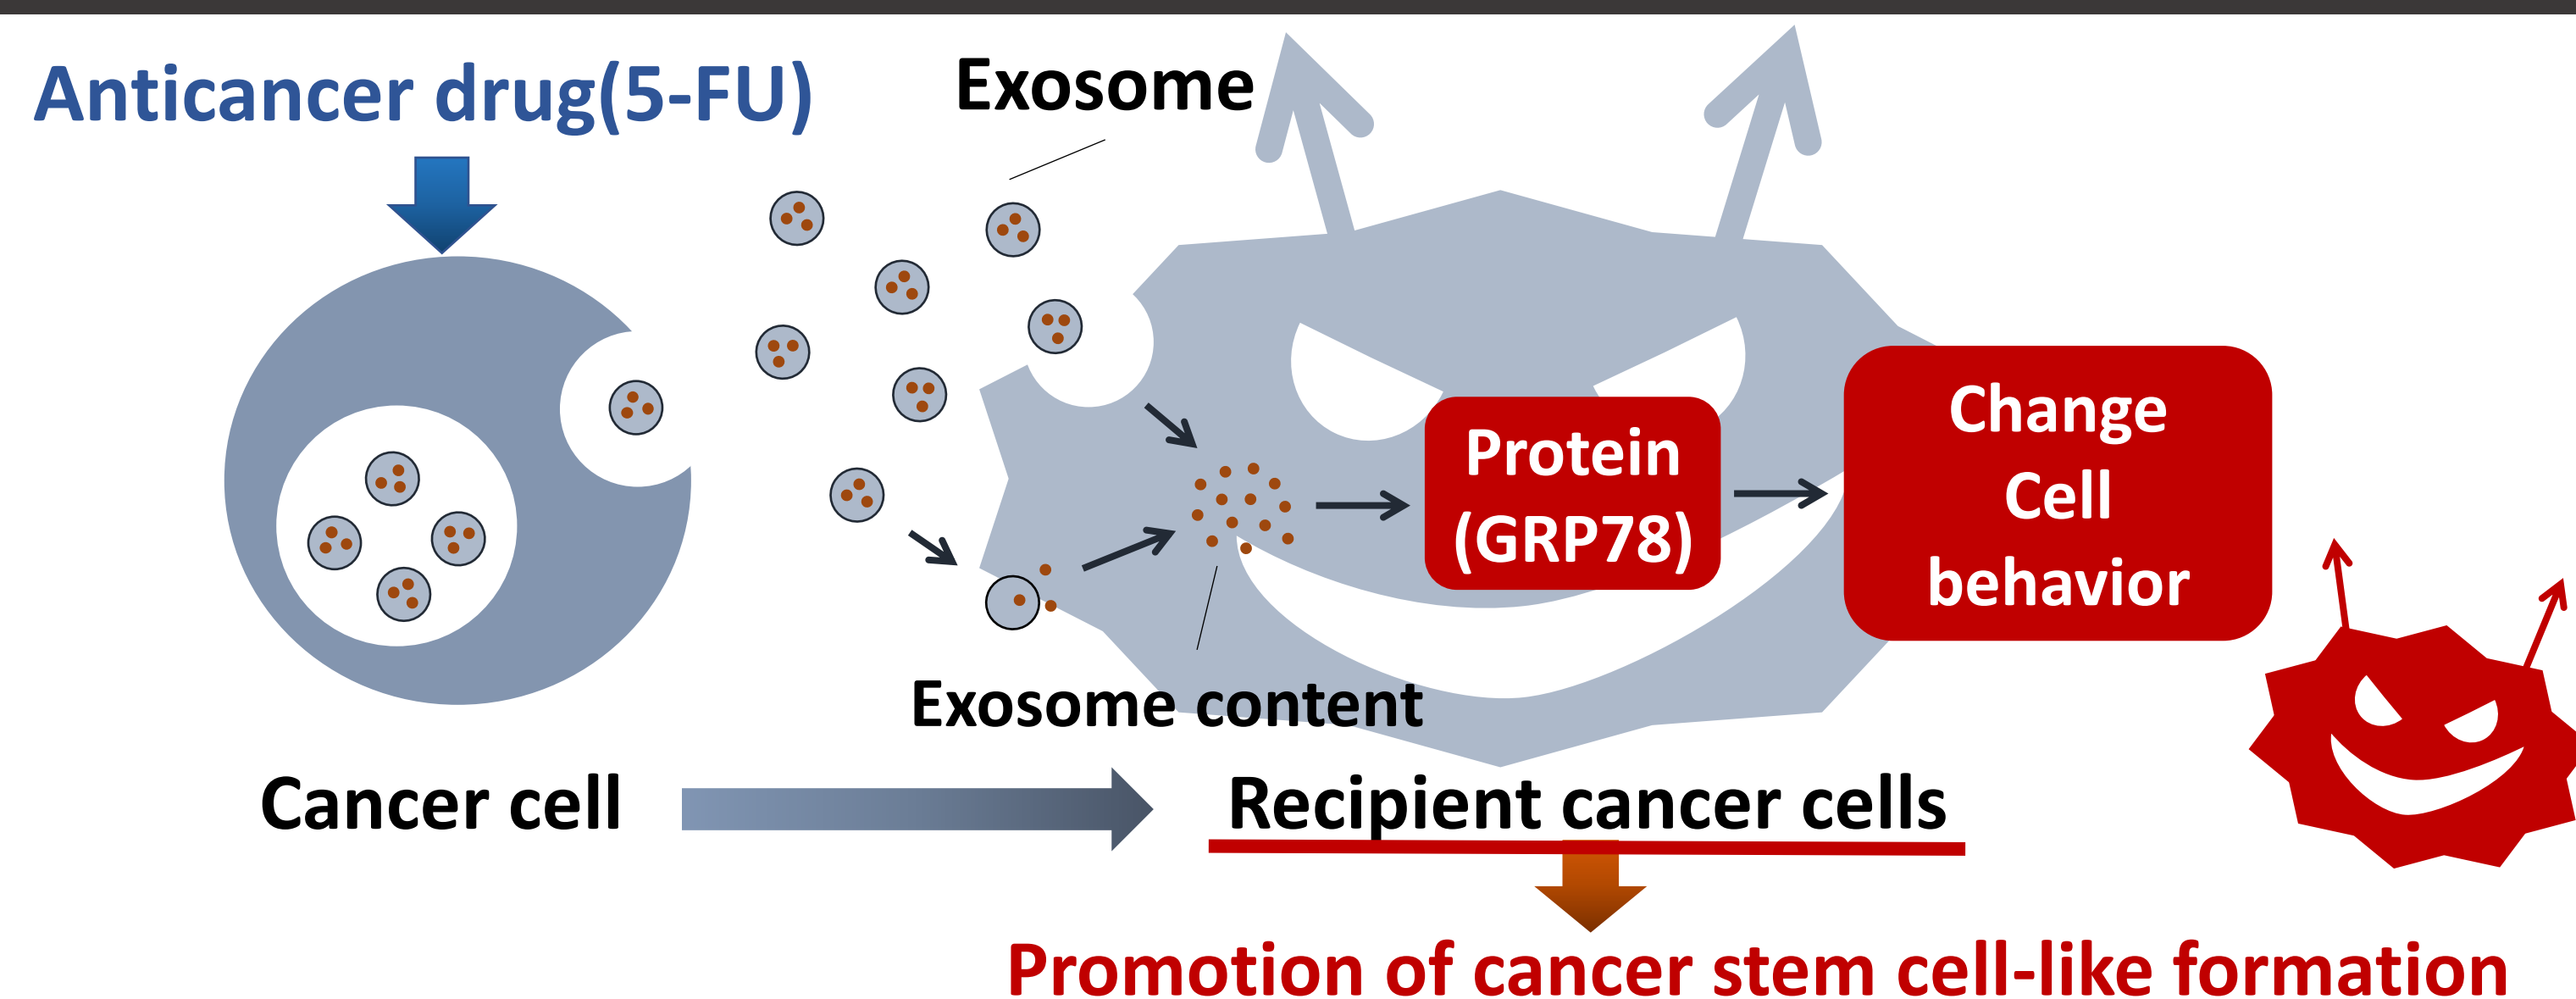 Anticancer drug(5-FU)
Exosome
Protein
(GRP78)
Change
Cell
behavior
Exosome content
Cancer cell
Recipient cancer cells
Promotion of cancer stem cell-like formation